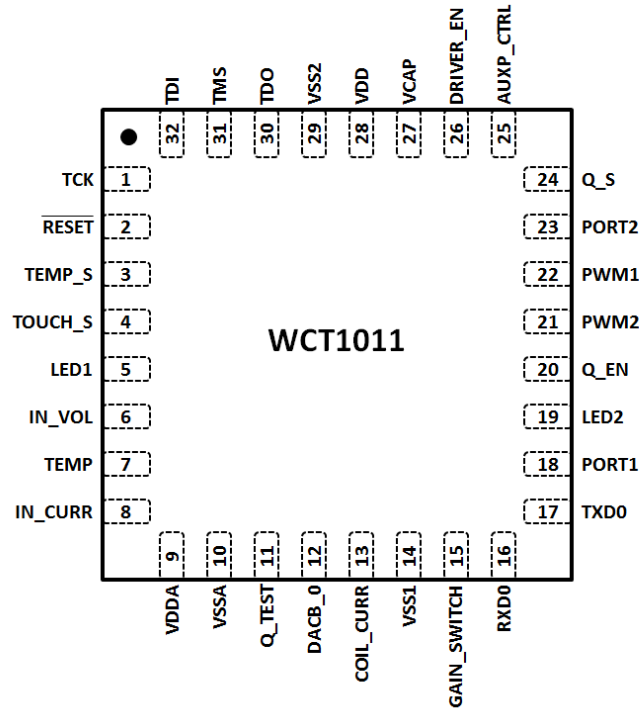 TDI TMS TDO VSS2 VDD VCAP DRIVER_EN AUXP_CTRL
32 31 30 29 28 27 26 25
TCK 1 24 Q_S
RESET 2 23 PORT2
TEMP_S 3 22 PWM1
TOUCH_S 4 21 PWM2
WCT1011
LED1 5 20 Q_EN
IN_VOL 6 19 LED2
TEMP 7 18 PORT1
IN_CURR 8 17 TXD0
9 10 11 12 13 14 15 16
VDDA VSSA Q_TEST DACB_0 COIL_CURR VSS1 GAIN_SWITCH RXD0